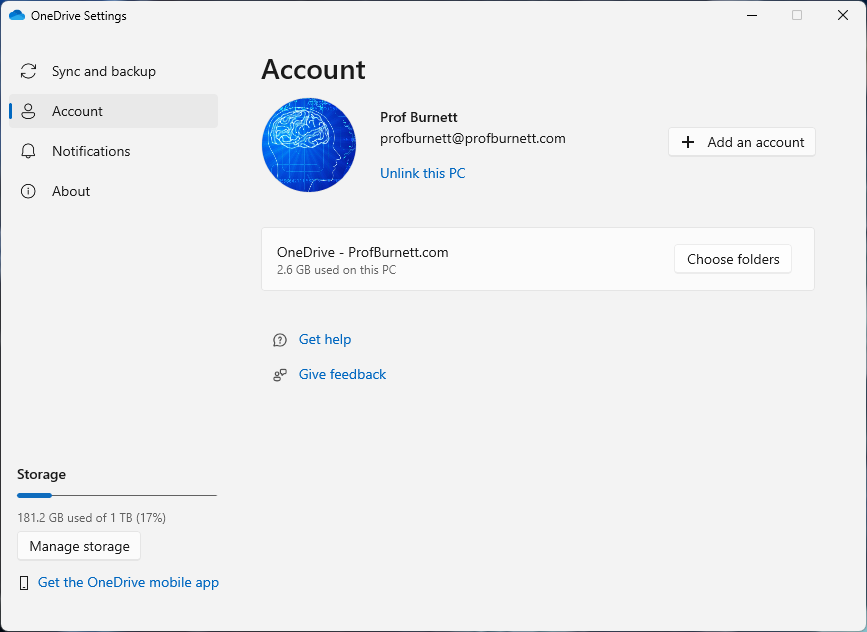 OneDrive Settings
Sync and backup
Account
Notifications
About
Account
Prof Burnett
profburnett@profburnett.com
Unlink this PC
Add an account
OneDrive - ProfBurnett.com
2.6 GB used on this PC
Choose folders
Get help
Give feedback
Storage
181.2 GB used of 1 TB (17%)
Manage storage
Get the OneDrive mobile app